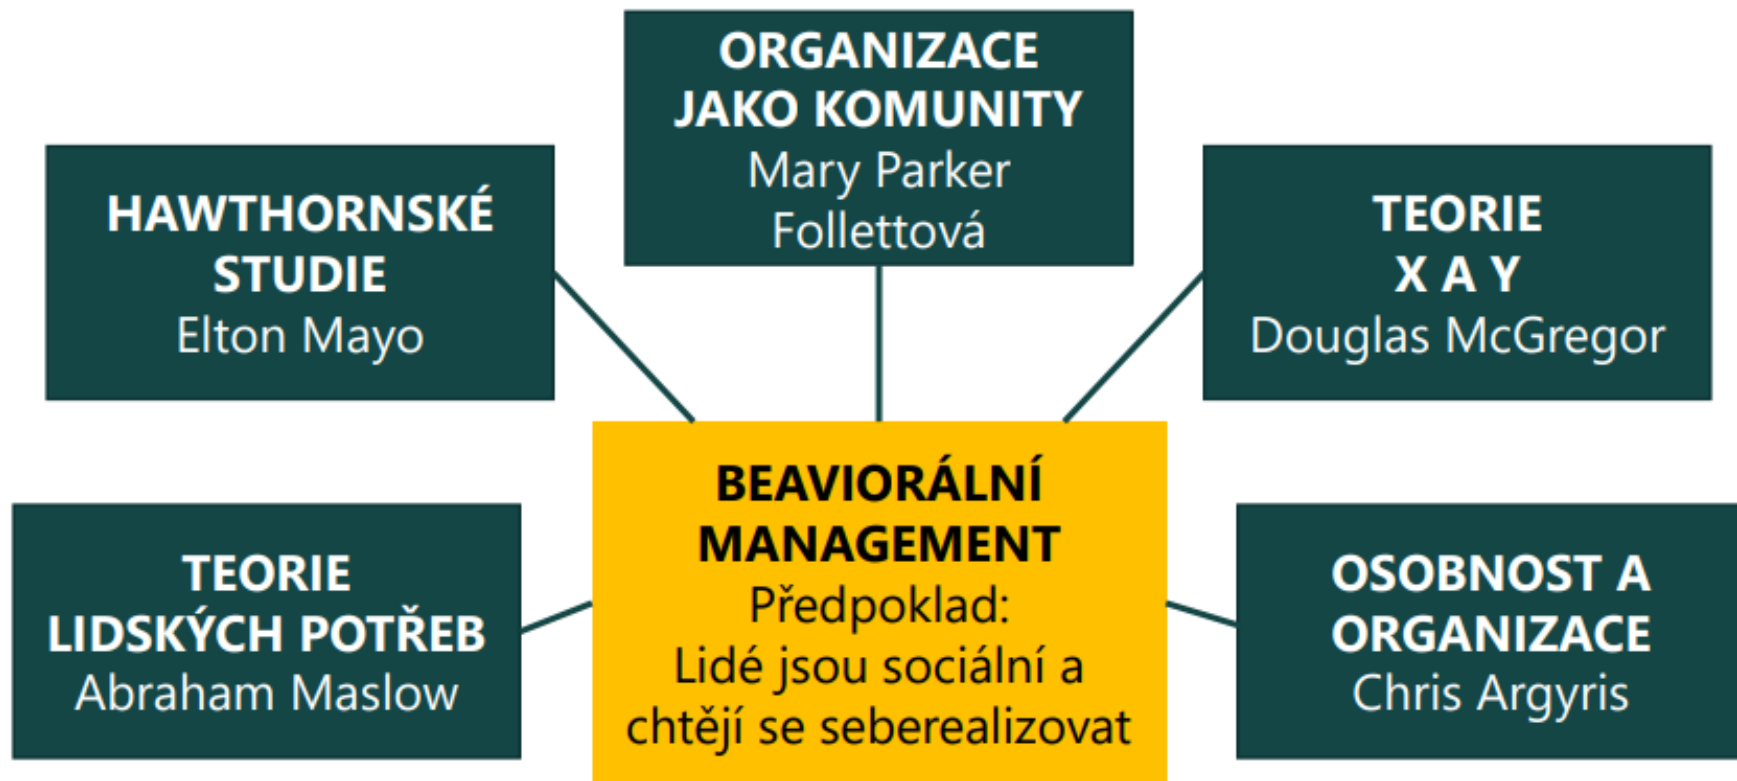 ORGANIZACE
JAKO KOMUNITY
Mary Parker
Follettová
HAWTHORNSKÉ
STUDIE
Elton Mayo
TEORIE
X A Y
Douglas McGregor
BEAVIORÁLNÍ
MANAGEMENT
Předpoklad:
Lidé jsou sociální a
chtějí se seberealizovat
TEORIE
LIDSKÝCH POTŘEB
Abraham Maslow
OSOBNOST A
ORGANIZACE
Chris Argyris